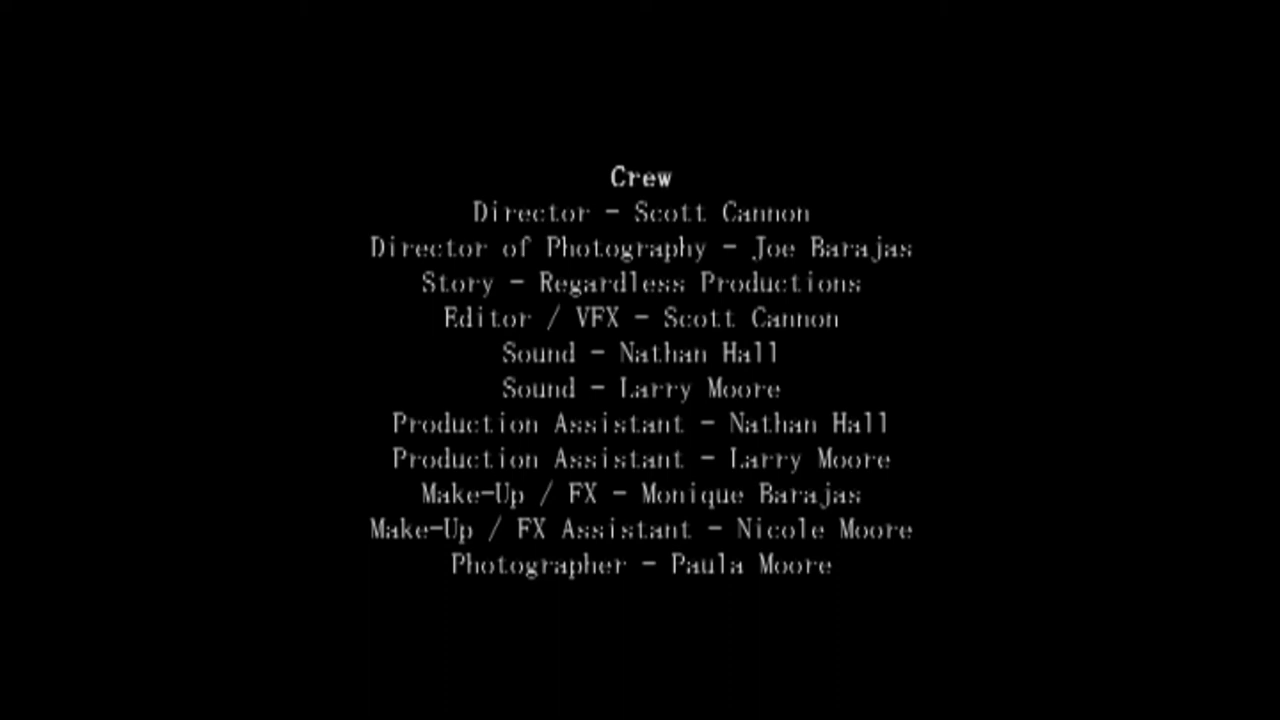 Crew
Director - Scott Cannon
Director of Photography - Joe Barajas
Story - Regardless Productions
Editor / VFX - Scott Cannon
Sound - Nathan Hall
Sound - Larry Moore
Production Assistant - Nathan Hall
Production Assistant - Larry Moore
Make-Up / FX - Monique Barajas
Make-Up / FX Assistant - Nicole Moore
Photographer - Paula Moore